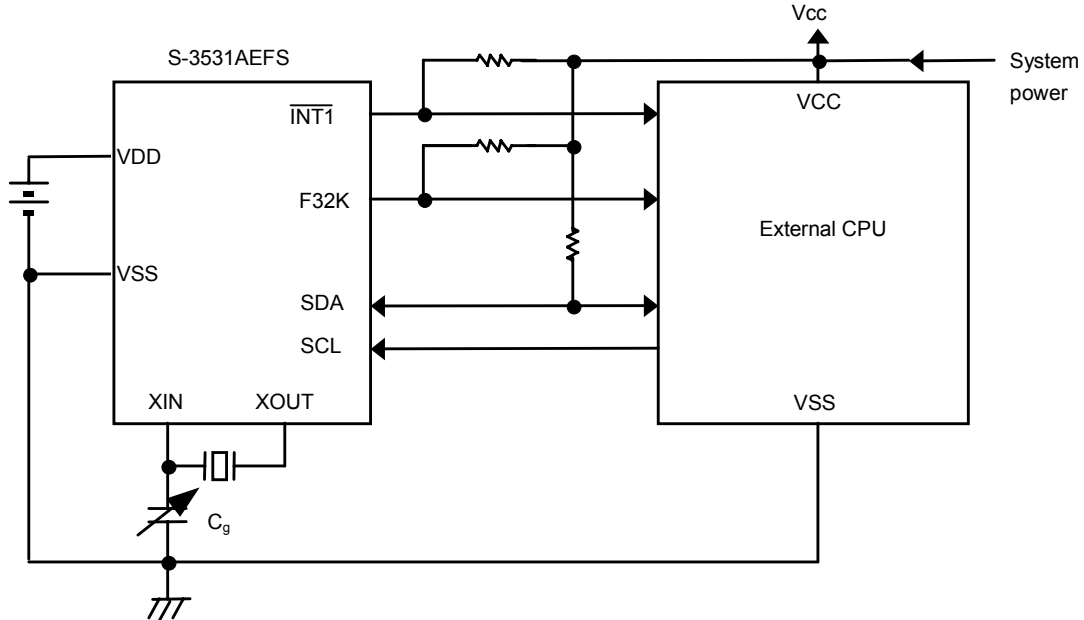 Vcc
S-3531AEFS
System
power
INT1
VCC
VDD
F32K
External CPU
VSS
SDA
SCL
XIN
XOUT
VSS
Cg